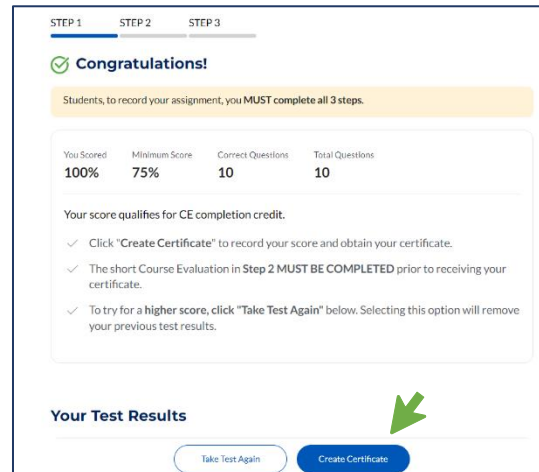 STEP 1 STEP 2 STEP 3
Congratulations!
Students, to record your assignment, you MUST complete all 3 steps.
You Scored Minimum Score Correct Questions Total Questions
100% 75% 10 10
Your score qualifies for CE completion credit.
Click "Create Certificate" to record your score and obtain your certificate.
The short Course Evaluation in Step 2 MUST BE COMPLETED prior to receiving your
certificate.
To try for a higher score, click "Take Test Again" below. Selecting this option will remove
your previous test results.
Your Test Results
Take Test Again Create Certificate